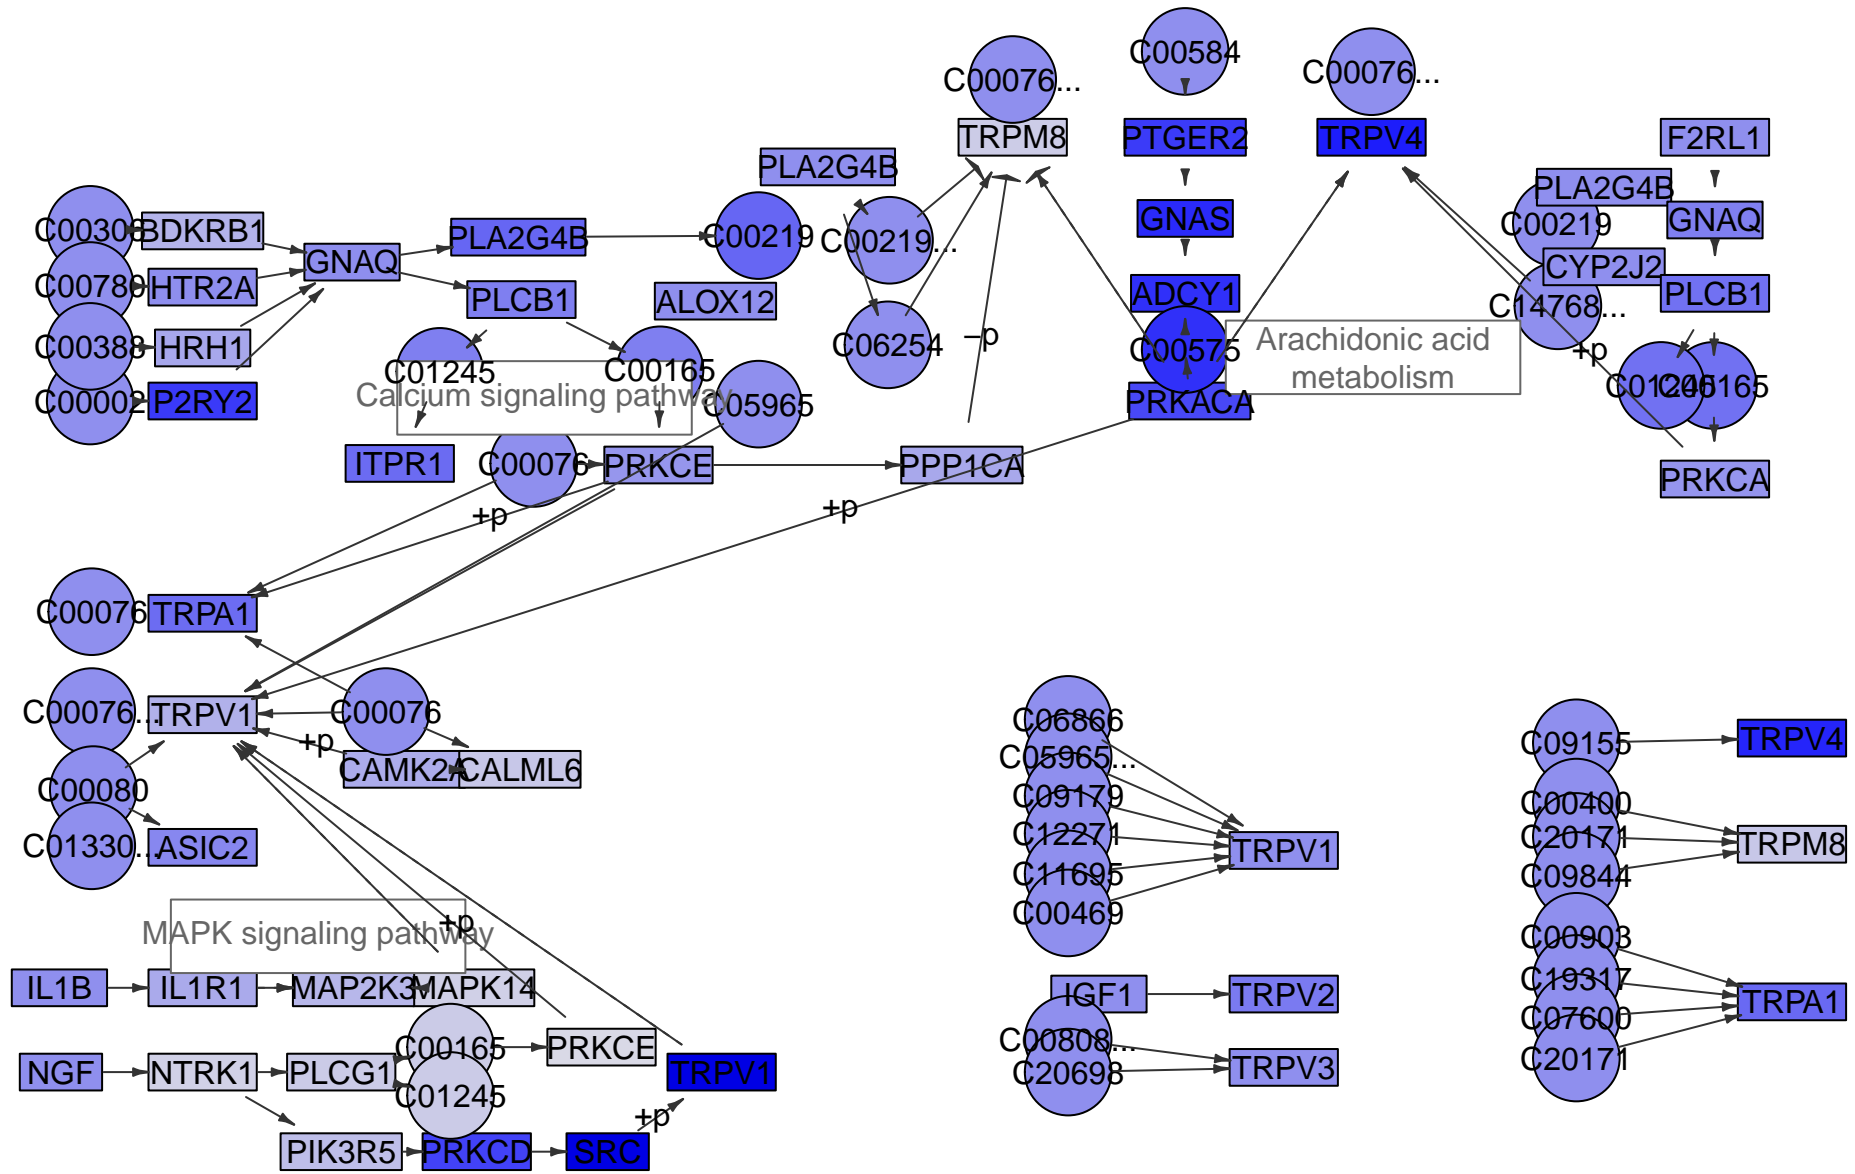 C00584
C00076...
C00076...
TRPM8
PTGER2
TRPV4
F2RL1
PLA2G4B
PLA2G4B
C00219
GNAS
GNAQ
BDKRB1
PLA2G4B
C00219
C00219...
GNAQ
CYP2J2
C00780
HTR2A
PLCB1
ALOX12
ADCY1
PLCB1
C14768...
C00388
HRH1
C06254
–p
C00575
Arachidonic acid
metabolism
+p
C01245
C00165
Calcium signaling pathway
C05965
C00002
P2RY2
PRKACA
C01245
C00165
ITPR1
C00076
PRKCE
PPP1CA
PRKCA
+p
+p
C00076
TRPA1
C00076...
TRPV1
C00076
+p
CAMK2A
CALML6
C00080
C01330...
ASIC2
C06866
C05965...
C09179
C12271
C11695
C00469
TRPV1
C09155
TRPV4
C00400
C20171
C09844
TRPM8
MAPK signaling pathway
+p
IL1B
IL1R1
MAP2K3
MAPK14
IGF1
TRPV2
C00903
C19317
C07600
C20171
TRPA1
C00808...
C20698
TRPV3
NGF
NTRK1
PLCG1
C00165
C01245
PRKCE
TRPV1
+p
PIK3R5
PRKCD
SRC